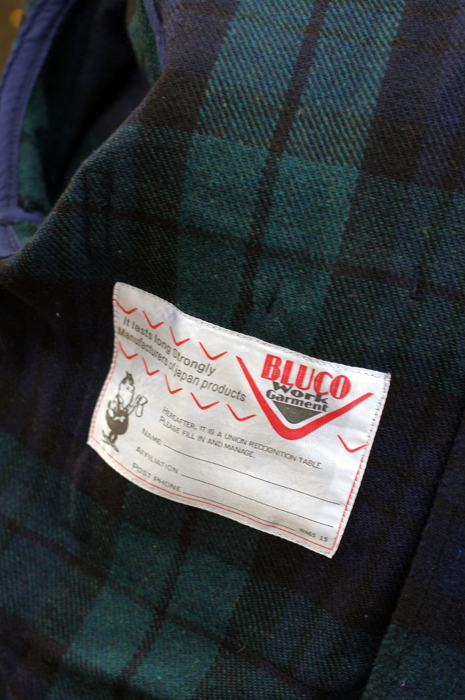 It lasts long Strongly
Manufacturers of japan products
BLUCO
Work
Garment
HEREAFTER, IT IS A UNION RECOGNITION TABLE.
PLEASE FILL IN AND MANAGE.
NAME
AFFILIATION
POST PHONE